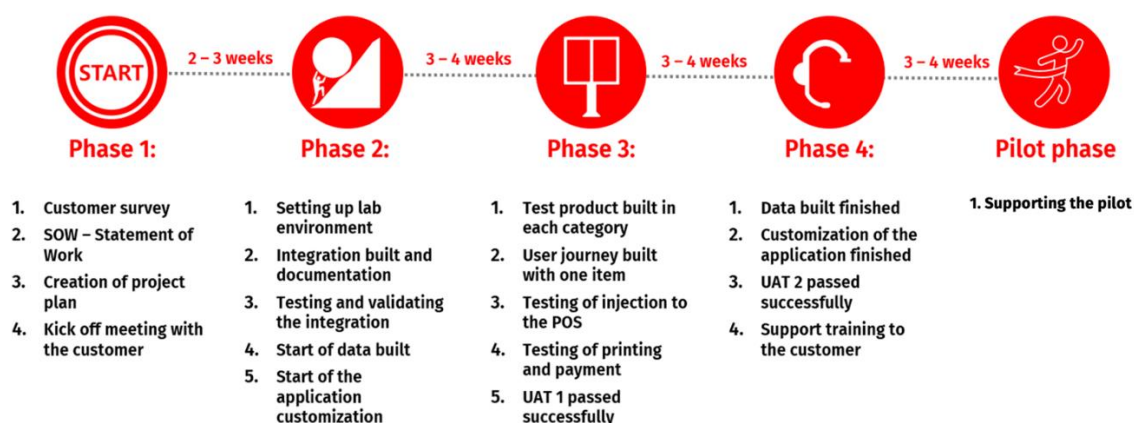 START
2 – 3 weeks
3 – 4 weeks
3 – 4 weeks
3 – 4 weeks
Phase 1:
Phase 2:
Phase 3:
Phase 4:
Pilot phase
1. Customer survey
2. SOW – Statement of
Work
3. Creation of project
plan
4. Kick off meeting with
the customer
1. Setting up lab
environment
2. Integration built and
documentation
3. Testing and validating
the integration
4. Start of data built
5. Start of the
application
customization
1. Test product built in
each category
2. User journey built
with one item
3. Testing of injection to
the POS
4. Testing of printing
and payment
5. UAT 1 passed
successfully
1. Data built finished
2. Customization of the
application finished
3. UAT 2 passed
successfully
4. Support training to
the customer
1. Supporting the pilot